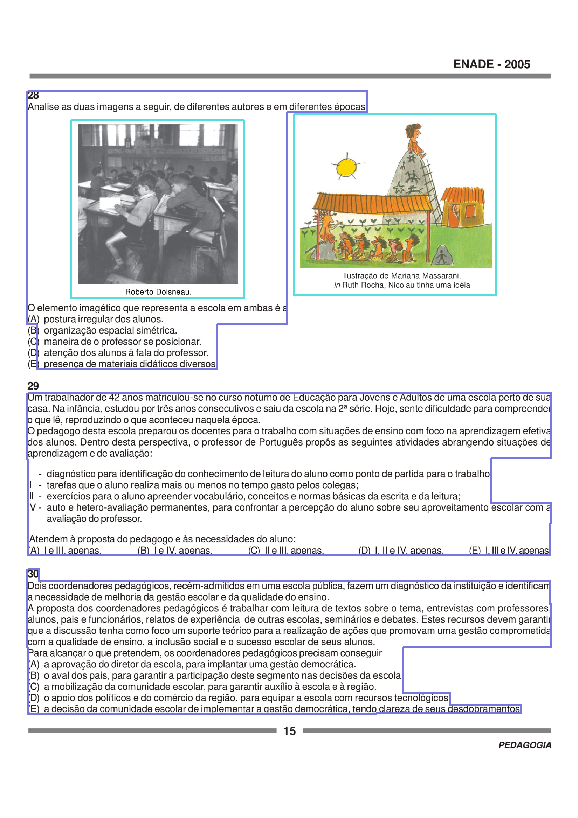 ENADE - 2005
28
Analise as duas imagens a seguir, de diferentes autores e em diferentes épocas
Roberto Doisneau.
Ilustração de Mariana Massarani.
in Ruth Rocha, Nicolau tinha uma idéia
O elemento imagético que representa a escola em ambas é a
(A) postura irregular dos alunos.
(B) organização espacial simétrica.
(C) maneira de o professor se posicionar.
(D) atenção dos alunos à fala do professor.
(E) presença de materiais didáticos diversos
29
Um trabalhador de 42 anos matriculou-se no curso noturno de Educação para Jovens e Adultos de uma escola perto de sua
casa. Na infância, estudou por três anos consecutivos e saiu da escola na 2ª série. Hoje, sente dificuldade para compreender
o que lê, reproduzindo o que aconteceu naquela época.
O pedagogo desta escola preparou os docentes para o trabalho com situações de ensino com foco na aprendizagem efetiva
dos alunos. Dentro desta perspectiva, o professor de Português propôs as seguintes atividades abrangendo situações de
aprendizagem e de avaliação:
- diagnóstico para identificação do conhecimento de leitura do aluno como ponto de partida para o trabalho
I - tarefas que o aluno realiza mais ou menos no tempo gasto pelos colegas;
II - exercícios para o aluno apreender vocabulário, conceitos e normas básicas da escrita e da leitura;
V - auto e hetero-avaliação permanentes, para confrontar a percepção do aluno sobre seu aproveitamento escolar com a
avaliação do professor.
Atendem à proposta do pedagogo e às necessidades do aluno:
(A) I e III, apenas. (B) I e IV, apenas. (C) II e III, apenas. (D) I, II e IV, apenas. (E) I, III e IV, apenas
30
Dois coordenadores pedagógicos, recém-admitidos em uma escola pública, fazem um diagnóstico da instituição e identificam
a necessidade de melhoria da gestão escolar e da qualidade do ensino.
A proposta dos coordenadores pedagógicos é trabalhar com leitura de textos sobre o tema, entrevistas com professores,
alunos, pais e funcionários, relatos de experiência de outras escolas, seminários e debates. Estes recursos devem garantir
que a discussão tenha como foco um suporte teórico para a realização de ações que promovam uma gestão comprometida
com a qualidade de ensino, a inclusão social e o sucesso escolar de seus alunos.
Para alcançar o que pretendem, os coordenadores pedagógicos precisam conseguir
(A) a aprovação do diretor da escola, para implantar uma gestão democrática.
(B) o aval dos pais, para garantir a participação deste segmento nas decisões da escola
(C) a mobilização da comunidade escolar, para garantir auxílio à escola e à região.
(D) o apoio dos políticos e do comércio da região, para equipar a escola com recursos tecnológicos
(E) a decisão da comunidade escolar de implementar a gestão democrática, tendo clareza de seus desdobramentos
15
PEDAGOGIA